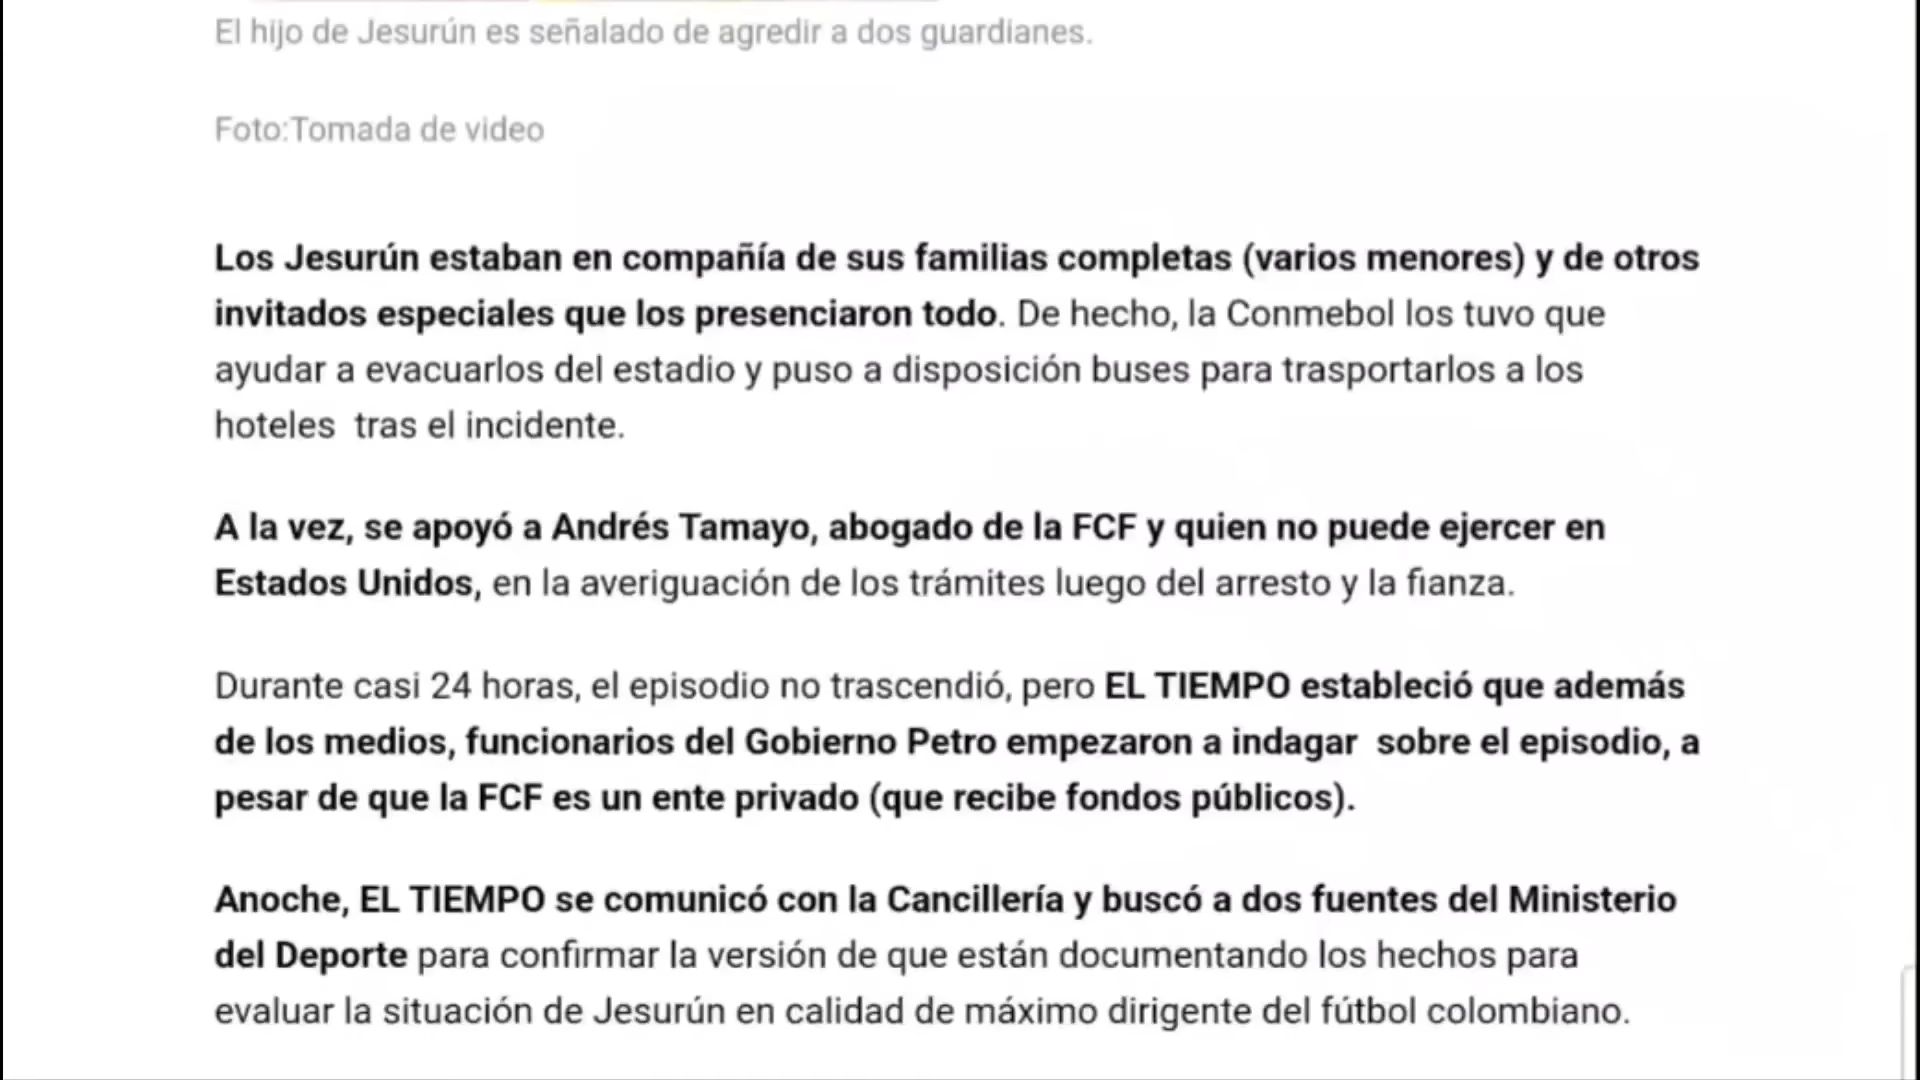 El hijo de Jesurún es señalado de agredir a dos guardianes.
Foto:Tomada de video
Los Jesurún estaban en compañía de sus familias completas (varios menores) y de otros
invitados especiales que los presenciaron todo. De hecho, la Conmebol los tuvo que
ayudar a evacuarlos del estadio y puso a disposición buses para trasportarlos a los
hoteles  tras el incidente.
A la vez, se apoyó a Andrés Tamayo, abogado de la FCF y quien no puede ejercer en
Estados Unidos, en la averiguación de los trámites luego del arresto y la fianza.
Durante casi 24 horas, el episodio no trascendió, pero EL TIEMPO estableció que además
de los medios, funcionarios del Gobierno Petro empezaron a indagar  sobre el episodio, a
pesar de que la FCF es un ente privado (que recibe fondos públicos).
Anoche, EL TIEMPO se comunicó con la Cancillería y buscó a dos fuentes del Ministerio
del Deporte para confirmar la versión de que están documentando los hechos para
evaluar la situación de Jesurún en calidad de máximo dirigente del fútbol colombiano.